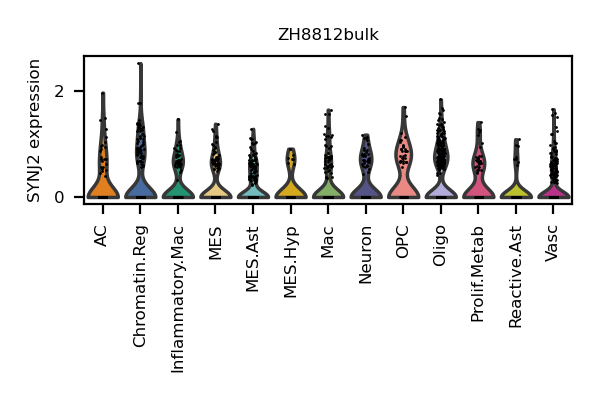 ZH8812bulk
SYNJ2 expression
2
0
AC
Chromatin.Reg
Inflammatory.Mac
MES
MES.Ast
MES.Hyp
Mac
Neuron
OPC
Oligo
Prolif.Metab
Reactive.Ast
Vasc